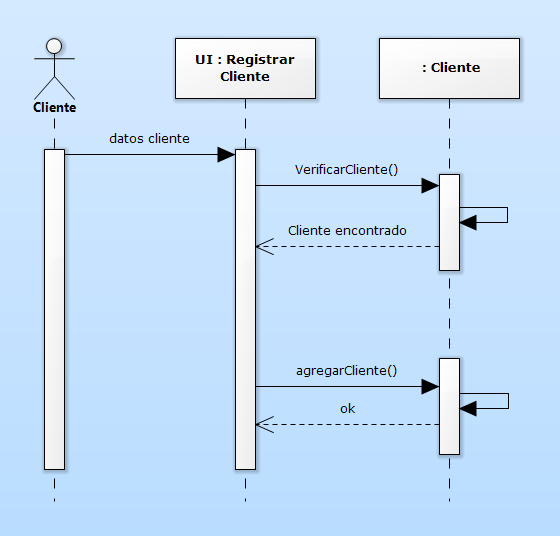 UI : Registrar
Cliente
: Cliente
Cliente
datos cliente
VerificarCliente()
Cliente encontrado
agregarCliente()
ok